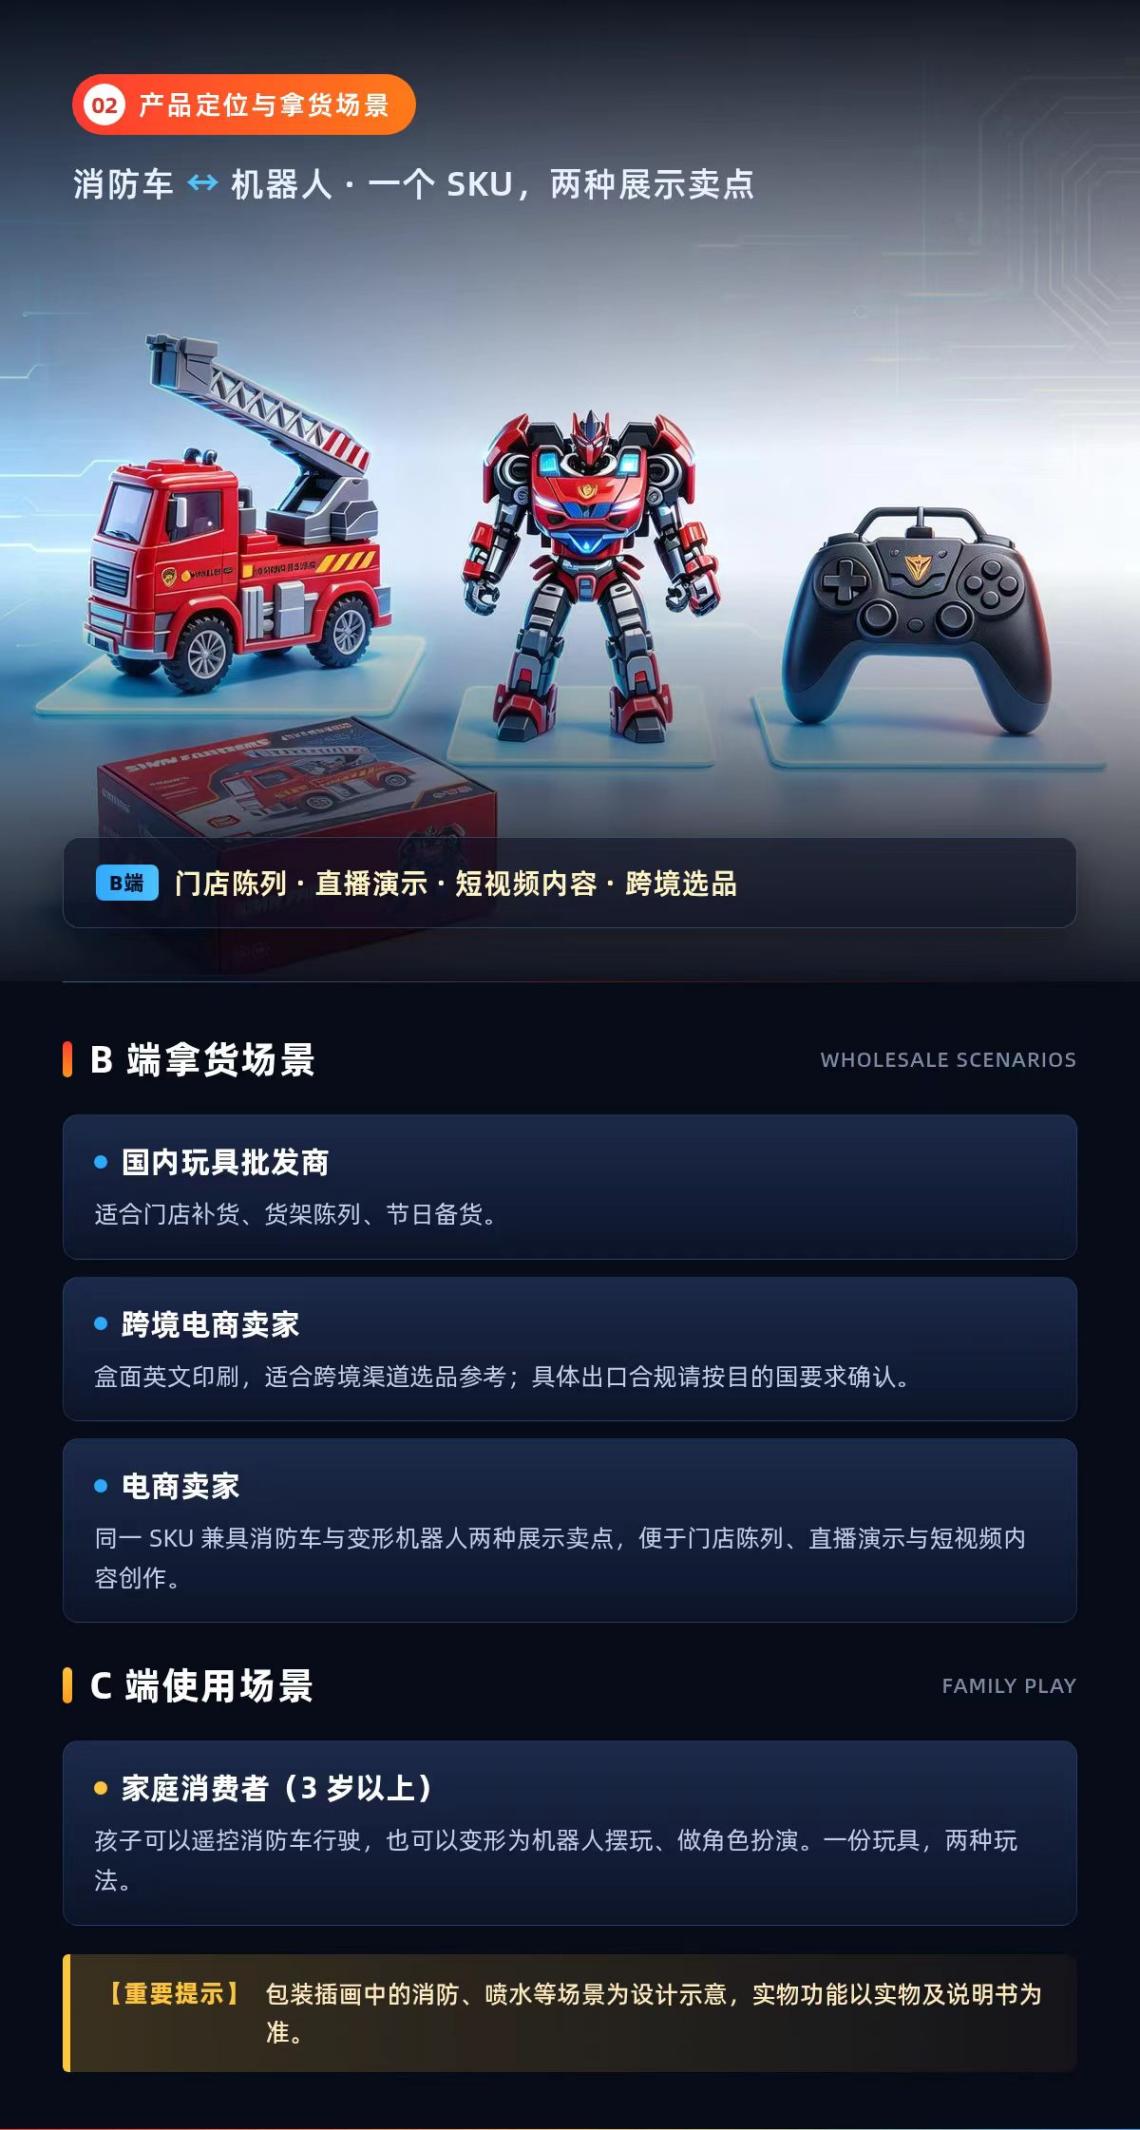 02 产品定位与拿货场景
消防车 ↔ 机器人 · 一个 SKU，两种展示卖点
B端 门店陈列 · 直播演示 · 短视频内容 · 跨境选品
B 端拿货场景
WHOLESALE SCENARIOS
国内玩具批发商
适合门店补货、货架陈列、节日备货。
跨境电商卖家
盒面英文印刷，适合跨境渠道选品参考；具体出口合规请按目的国要求确认。
电商卖家
同一 SKU 兼具消防车与变形机器人两种展示卖点，便于门店陈列、直播演示与短视频内
容创作。
C 端使用场景
FAMILY PLAY
家庭消费者（3 岁以上）
孩子可以遥控消防车行驶，也可以变形为机器人摆玩、做角色扮演。一份玩具，两种玩
法。
【重要提示】 包装插画中的消防、喷水等场景为设计示意，实物功能以实物及说明书为
准。